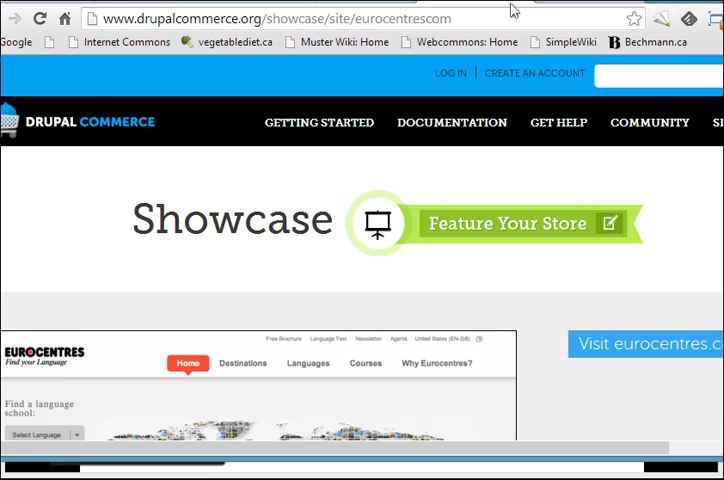 www.drupalcommerce.org/showcase/site/eurocentrescom
Google Internet Commons vegetablediet.ca Muster Wiki: Home Webcommons: Home SimpleWiki B Bechmann.ca
LOG IN | CREATE AN ACCOUNT
DRUPAL COMMERCE GETTING STARTED DOCUMENTATION GET HELP COMMUNITY
Showcase Feature Your Store
Free Brochure Language Test Newsletter Agents United States (EN GB)
EUROCENTRES
Find your Language
Home Destinations Languages Courses Why Eurocentres?
Visit eurocentres.c
Find a language
school:
Select Language